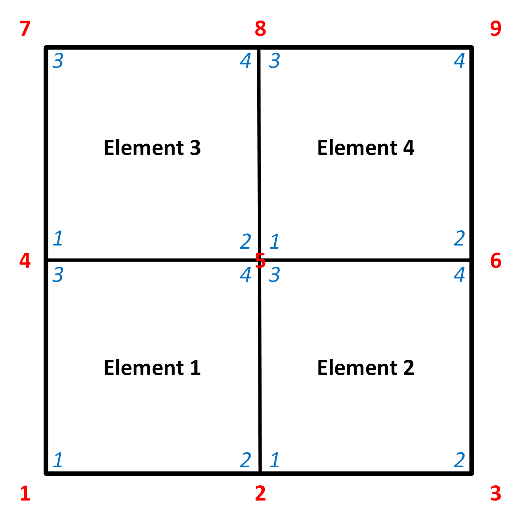 7 8 9
3 4 3 4
Element 3 Element 4
1 2 1 2
4 5 6
3 4 3 4
Element 1 Element 2
1 2 1 2
1 2 3